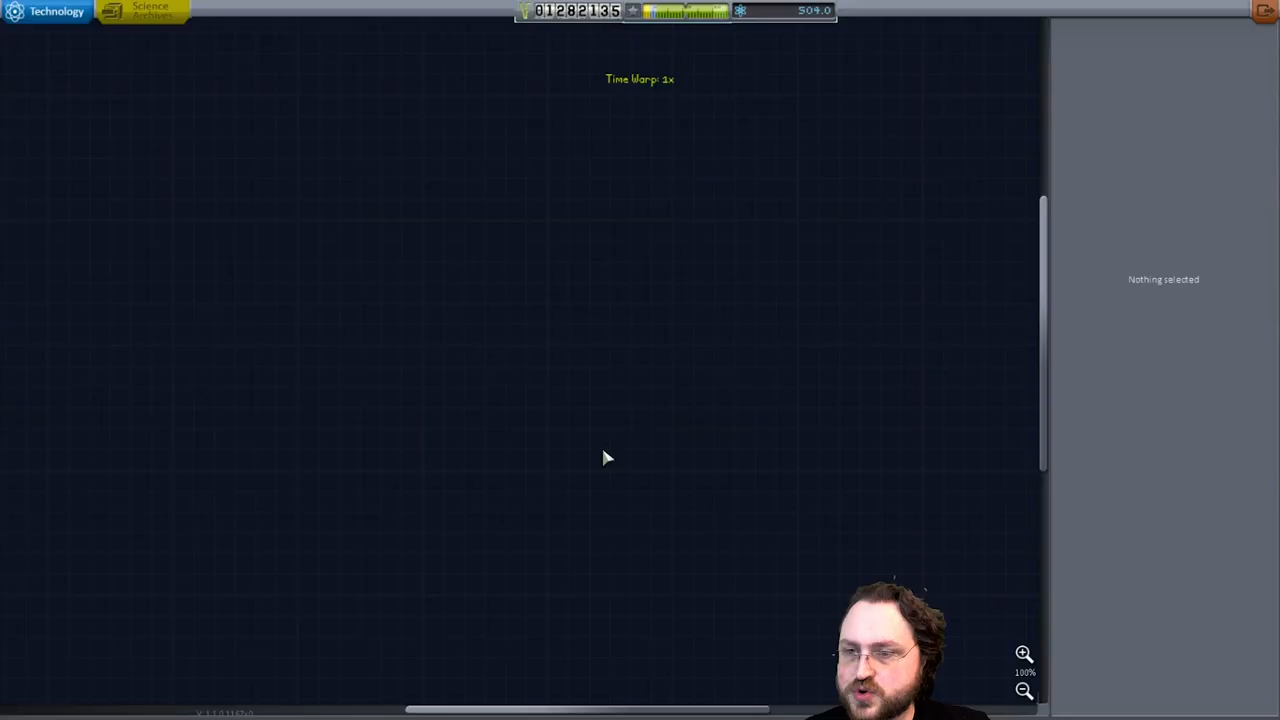 Technology
Science
Archives
01282135
504.0
Time Warp: 1x
Nothing selected
100%